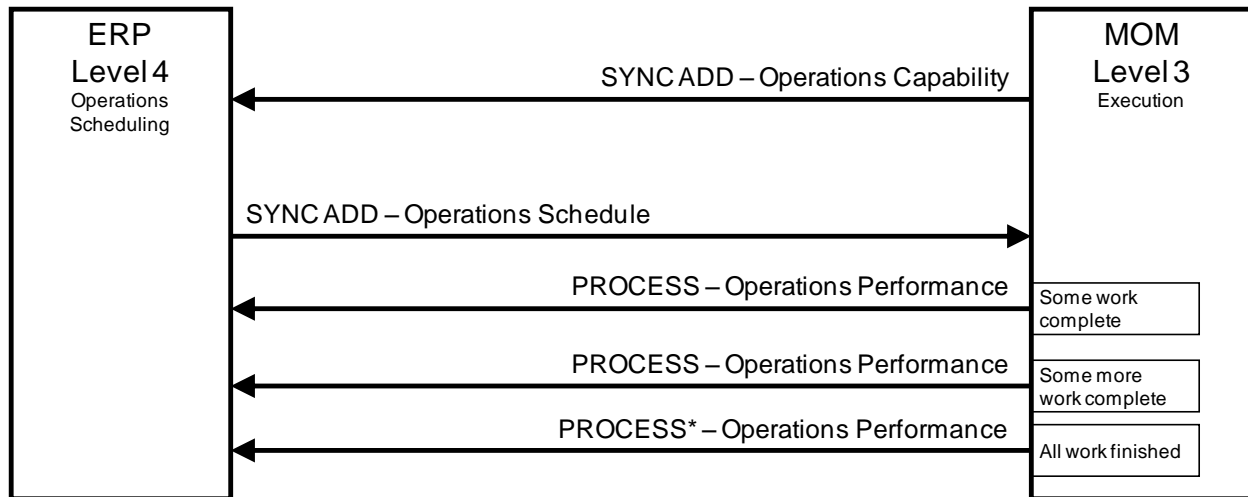 ERP
Level 4
Operations
Scheduling
MOM
Level 3
Execution
SYNC ADD – Operations Capability
SYNC ADD – Operations Schedule
PROCESS – Operations Performance
Some work
complete
PROCESS – Operations Performance
Some more
work complete
PROCESS* – Operations Performance
All work finished